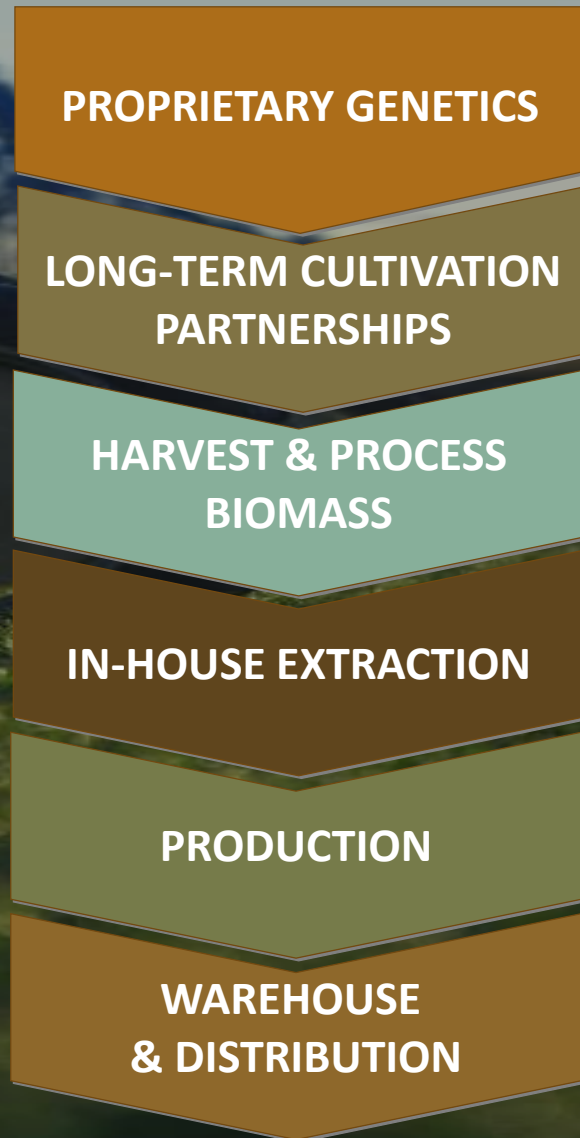 PROPRIETARY GENETICS
LONG-TERM CULTIVATION
PARTNERSHIPS
HARVEST & PROCESS
BIOMASS
IN-HOUSE EXTRACTION
PRODUCTION
WAREHOUSE
& DISTRIBUTION